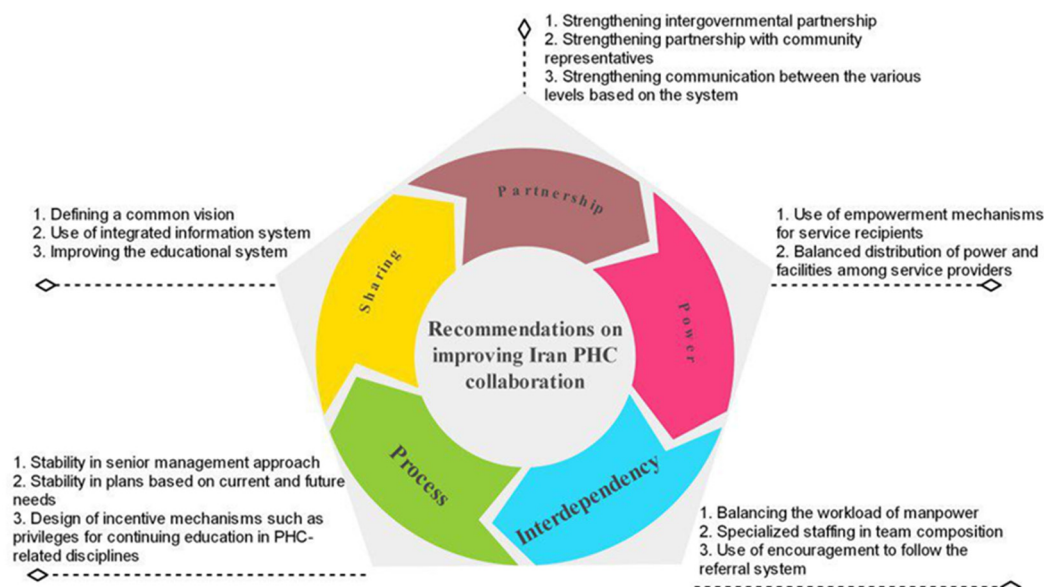 1. Strengthening intergovernmental partnership
2. Strengthening partnership with community
representatives
3. Strengthening communication between the various
levels based on the system
Partnership
1. Defining a common vision
2. Use of integrated information system
3. Improving the educational system
Sharing
1. Use of empowerment mechanisms
for service recipients
2. Balanced distribution of power and
facilities among service providers
Power
Recommendations on
improving Iran PHC
collaboration
Process
Interdependency
1. Stability in senior management approach
2. Stability in plans based on current and future
needs
3. Design of incentive mechanisms such as
privileges for continuing education in PHC-
related disciplines
1. Balancing the workload of manpower
2. Specialized staffing in team composition
3. Use of encouragement to follow the
referral system